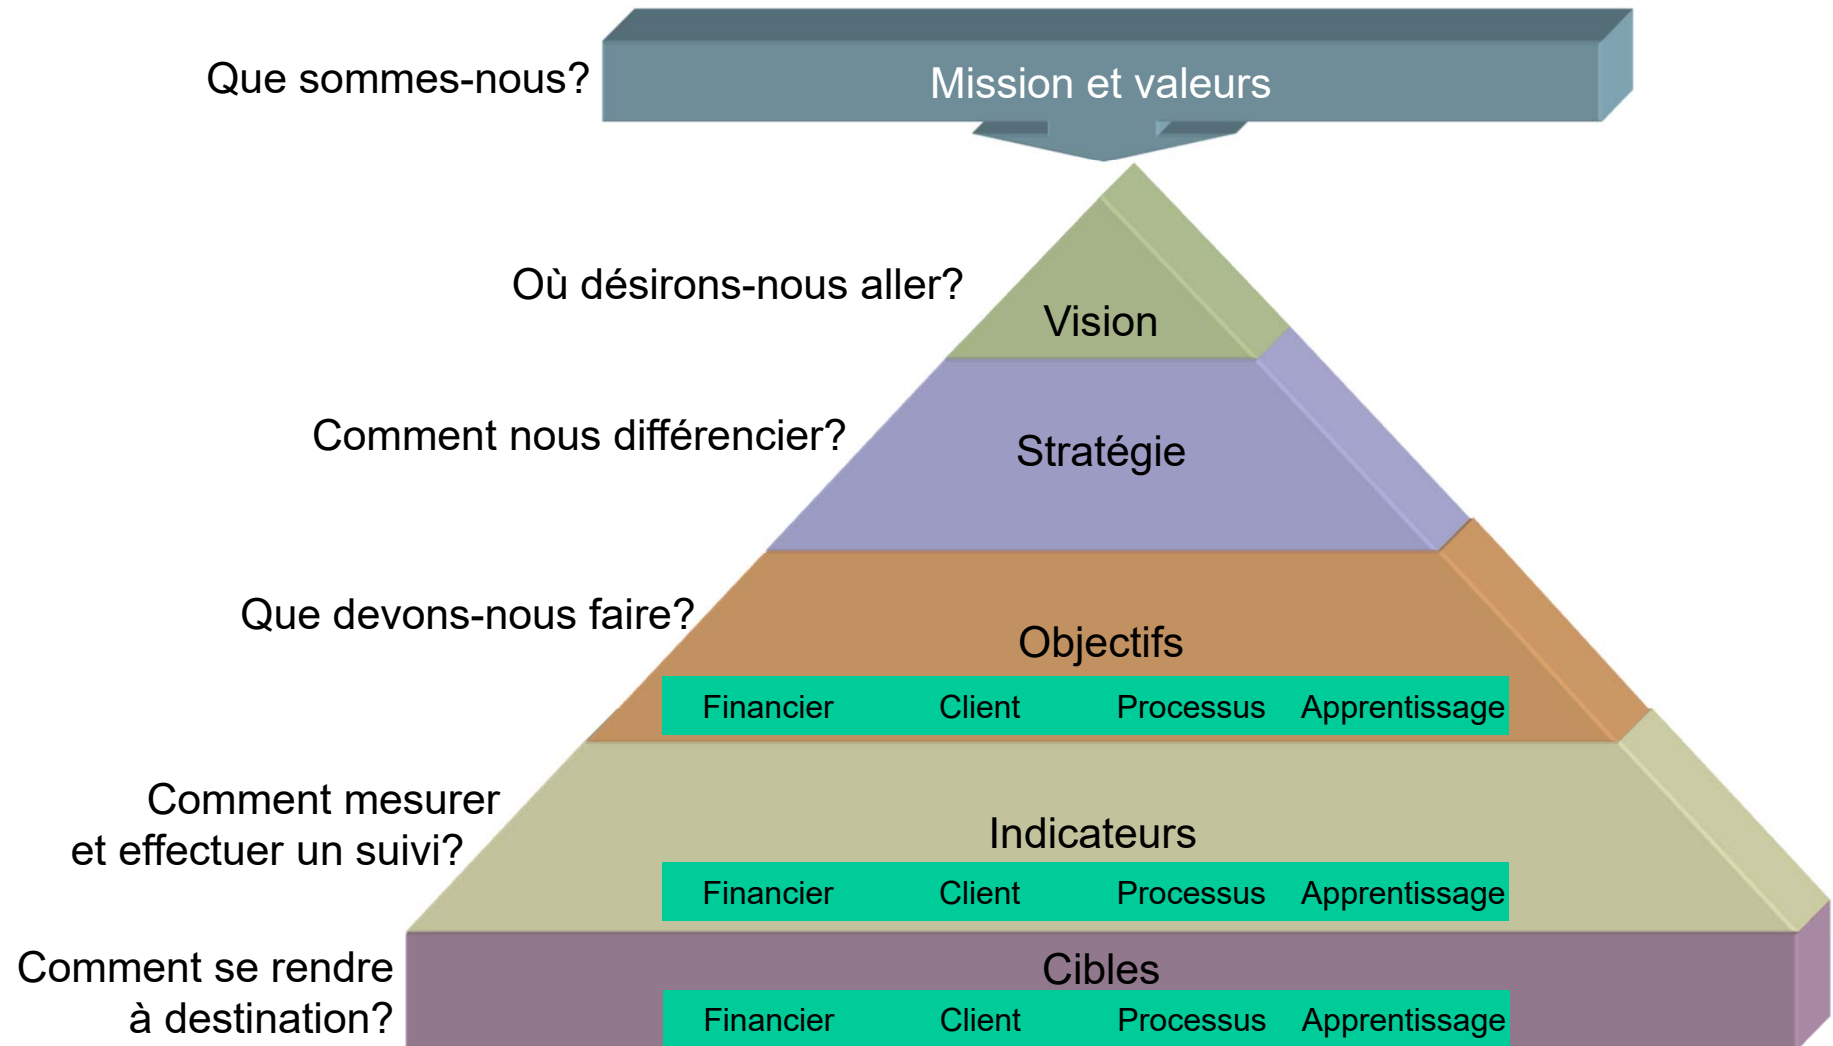 Que sommes-nous?
Mission et valeurs
Où désirons-nous aller?
Vision
Comment nous différencier?
Stratégie
Que devons-nous faire?
Objectifs
Financier Client Processus Apprentissage
Comment mesurer
et effectuer un suivi?
Indicateurs
Financier Client Processus Apprentissage
Comment se rendre
à destination?
Cibles
Financier Client Processus Apprentissage